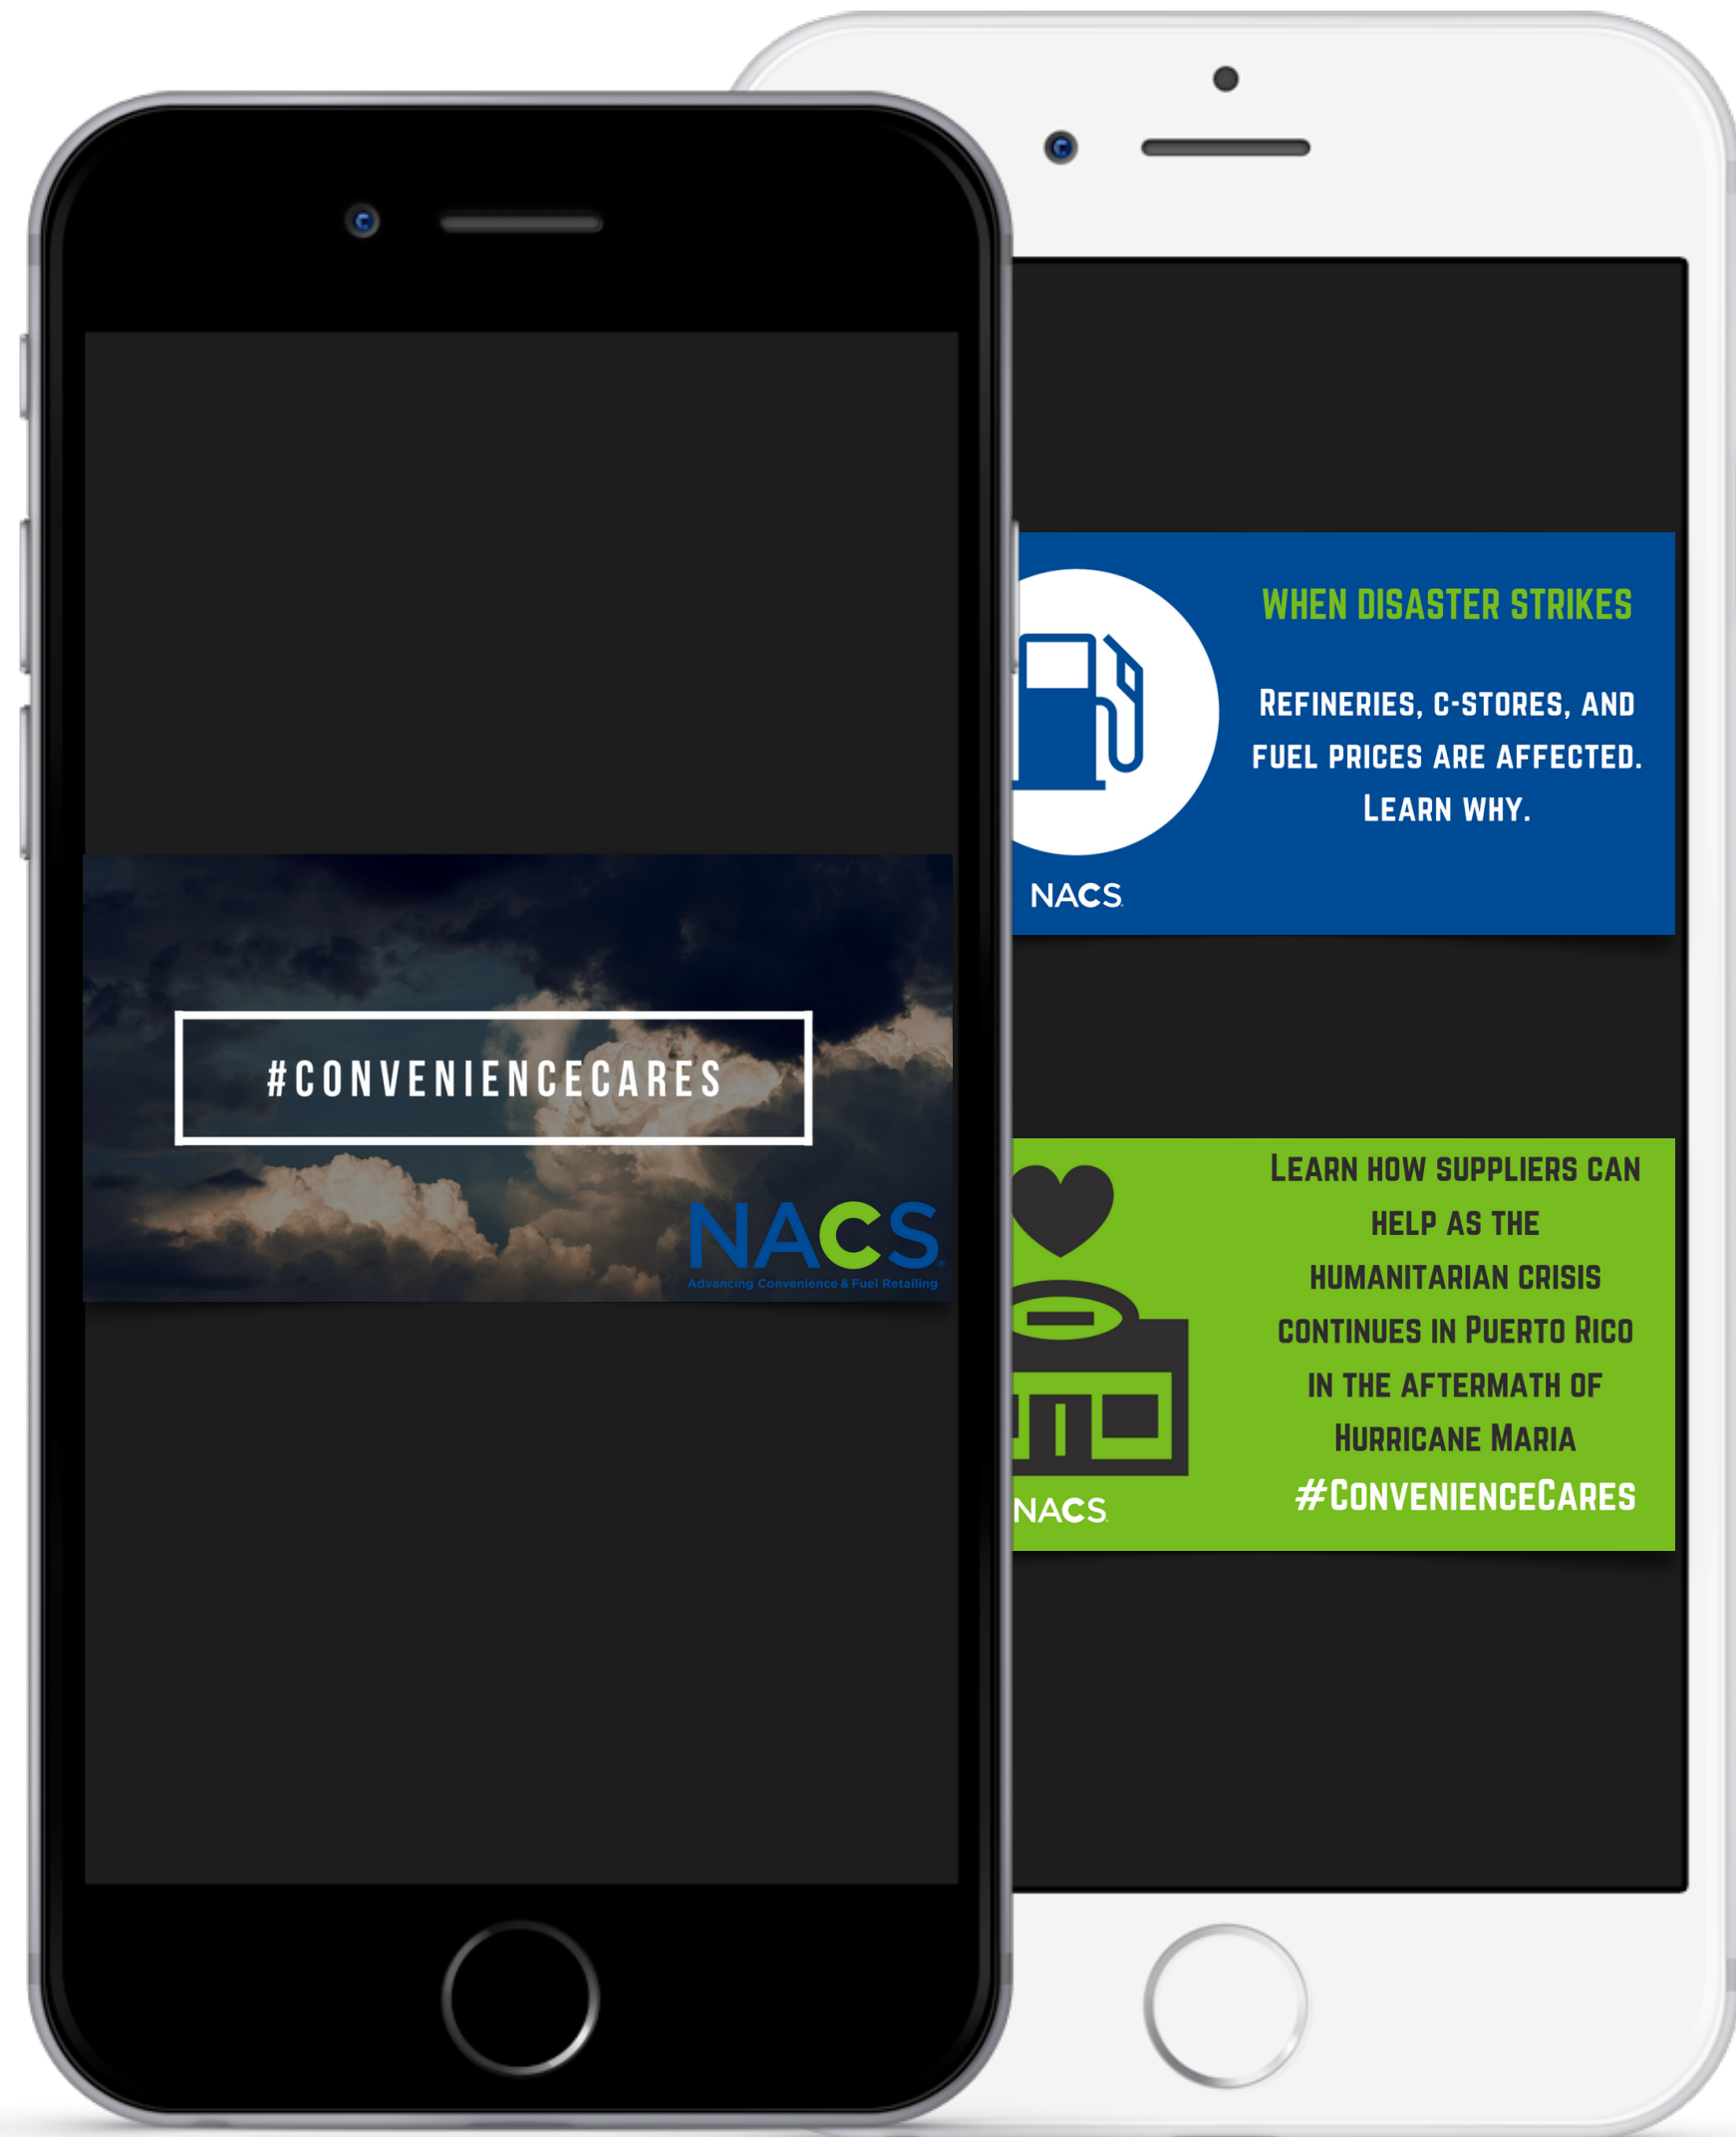 #CONVENIENCECARES
NACS®
Advancing Convenience & Fuel Retailing
WHEN DISASTER STRIKES
REFINERIES, C-STORES, AND
FUEL PRICES ARE AFFECTED.
LEARN WHY.
NACS
LEARN HOW SUPPLIERS CAN
HELP AS THE
HUMANITARIAN CRISIS
CONTINUES IN PUERTO RICO
IN THE AFTERMATH OF
HURRICANE MARIA
#CONVENIENCECARES
NACS